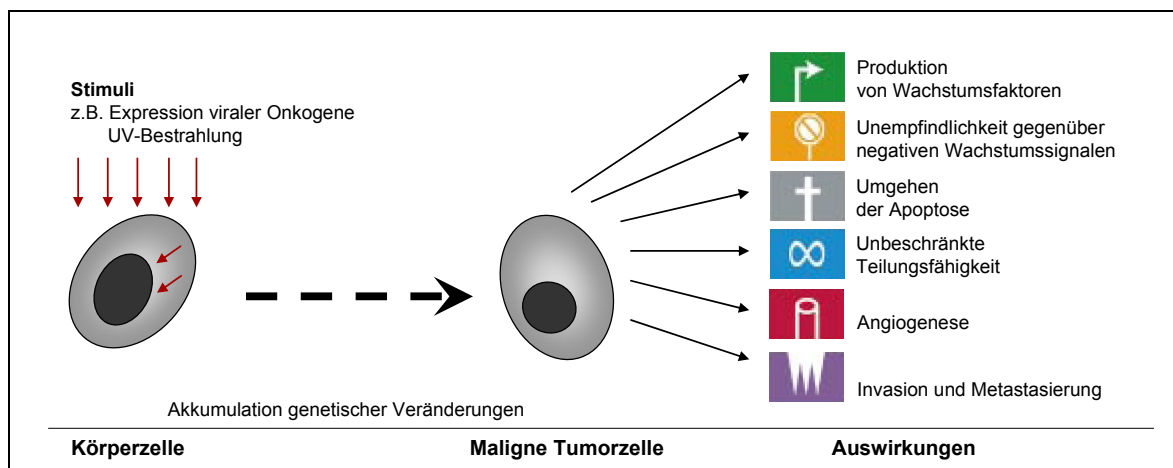 Stimuli
z.B. Expression viraler Onkogene
UV-Bestrahlung
Produktion
von Wachstumsfaktoren
Unempfindlichkeit gegenüber
negativen Wachstumssignalen
Umgehen
der Apoptose
Unbeschränkte
Teilungsfähigkeit
Angiogenese
Invasion und Metastasierung
Akkumulation genetischer Veränderungen
Körperzelle
Maligne Tumorzelle
Auswirkungen